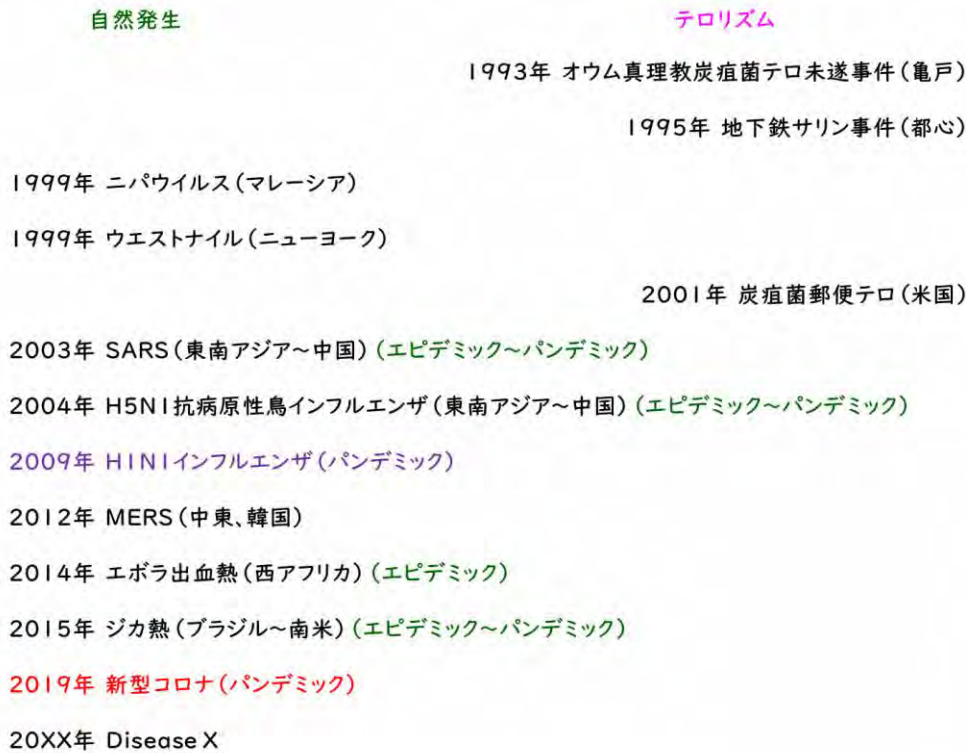 自然発生
テロリズム
1993年 オウム真理教炭疽菌テロ未遂事件(亀戸)
1995年 地下鉄サリン事件(都心)
1999年 ニパウイルス(マレーシア)
1999年 ウエストナイル(ニューヨーク)
2001年 炭疽菌郵便テロ(米国)
2003年 SARS(東南アジア~中国)(エピデミック~パンデミック)
2004年 H5N1抗病原性鳥インフルエンザ(東南アジア~中国)(エピデミック~パンデミック)
2009年 H1N1インフルエンザ(パンデミック)
2012年 MERS(中東、韓国)
2014年 エボラ出血熱(西アフリカ)(エピデミック)
2015年 ジカ熱(ブラジル~南米)(エピデミック~パンデミック)
2019年 新型コロナ(パンデミック)
20XX年 Disease X